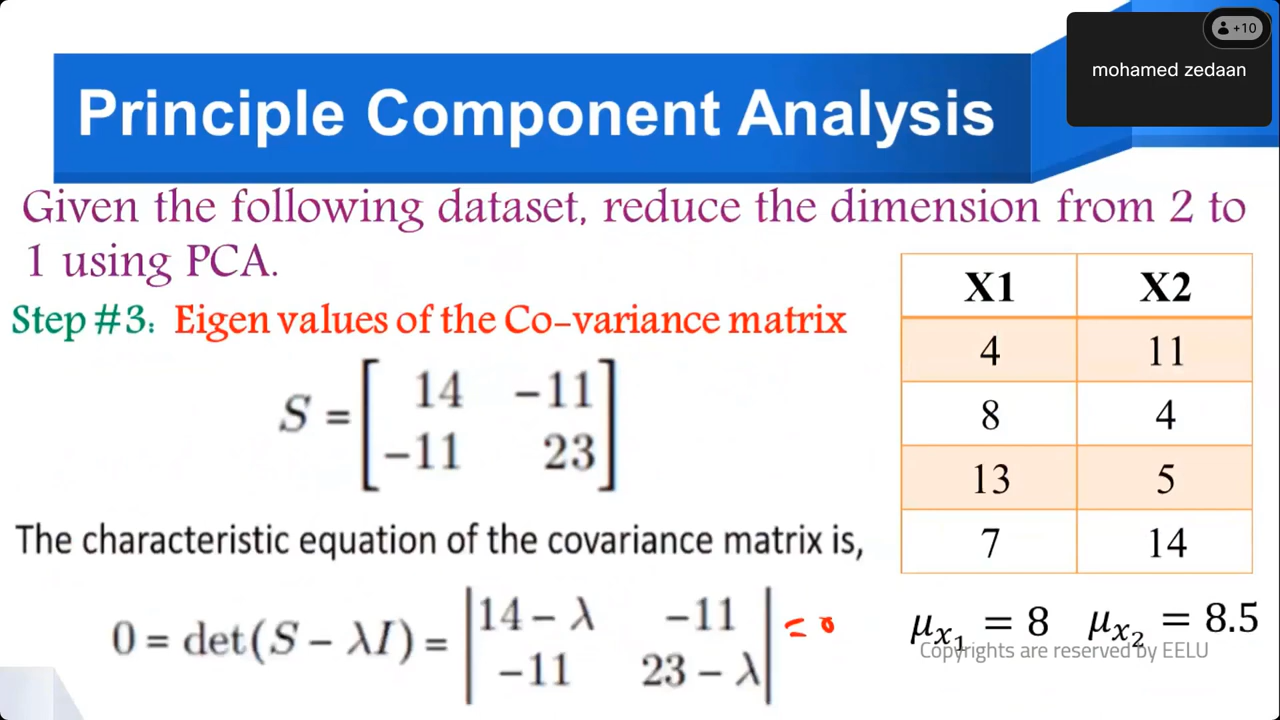 +10
mohamed zedaan
Principle Component Analysis
Given the following dataset, reduce the dimension from 2 to
1 using PCA.
Step #3: Eigen values of the Co-variance matrix
S = [ 14 −11
−11 23 ]
The characteristic equation of the covariance matrix is,
0 = det(S − λI) = | 14 − λ −11
−11 23 − λ | = 0
X1 X2
4 11
8 4
13 5
7 14
μx₁ = 8 μx₂ = 8.5
Copyrights are reserved by EELU